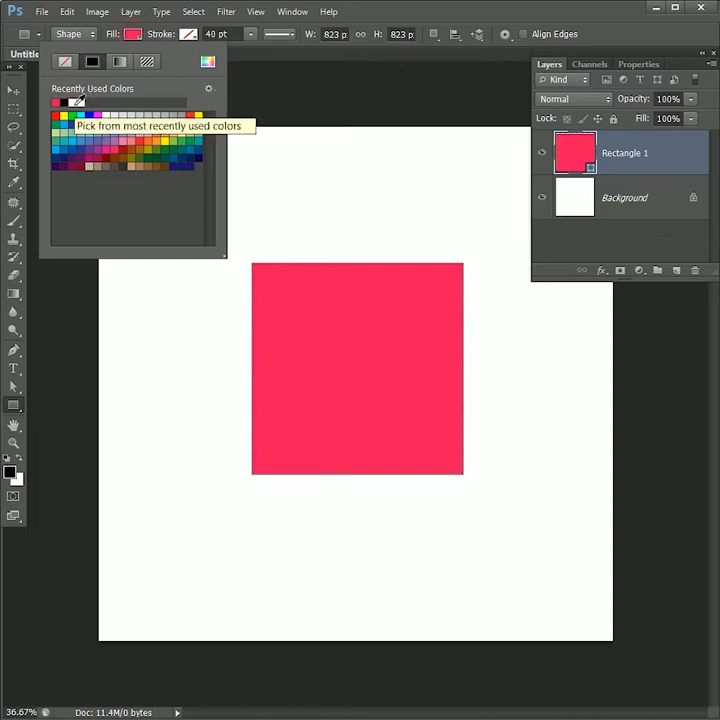 Ps File Edit Image Layer Type Select Filter View Window Help
Shape Fill: Stroke: 40 pt W: 823 p H: 823 p Align Edges
Untitle
Recently Used Colors
Pick from most recently used colors
Layers Channels Properties
Kind
Normal Opacity: 100%
Lock: Fill: 100%
Rectangle 1
Background
T
36.67% Doc: 11.4M/0 bytes